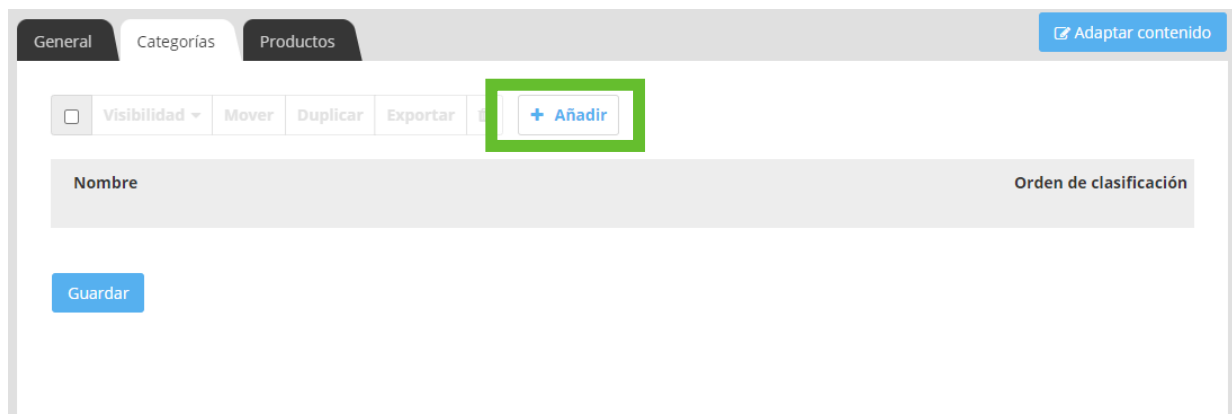 General Categorías Productos Adaptar contenido
Visibilidad Mover Duplicar Exportar + Añadir
Nombre Orden de clasificación
Guardar